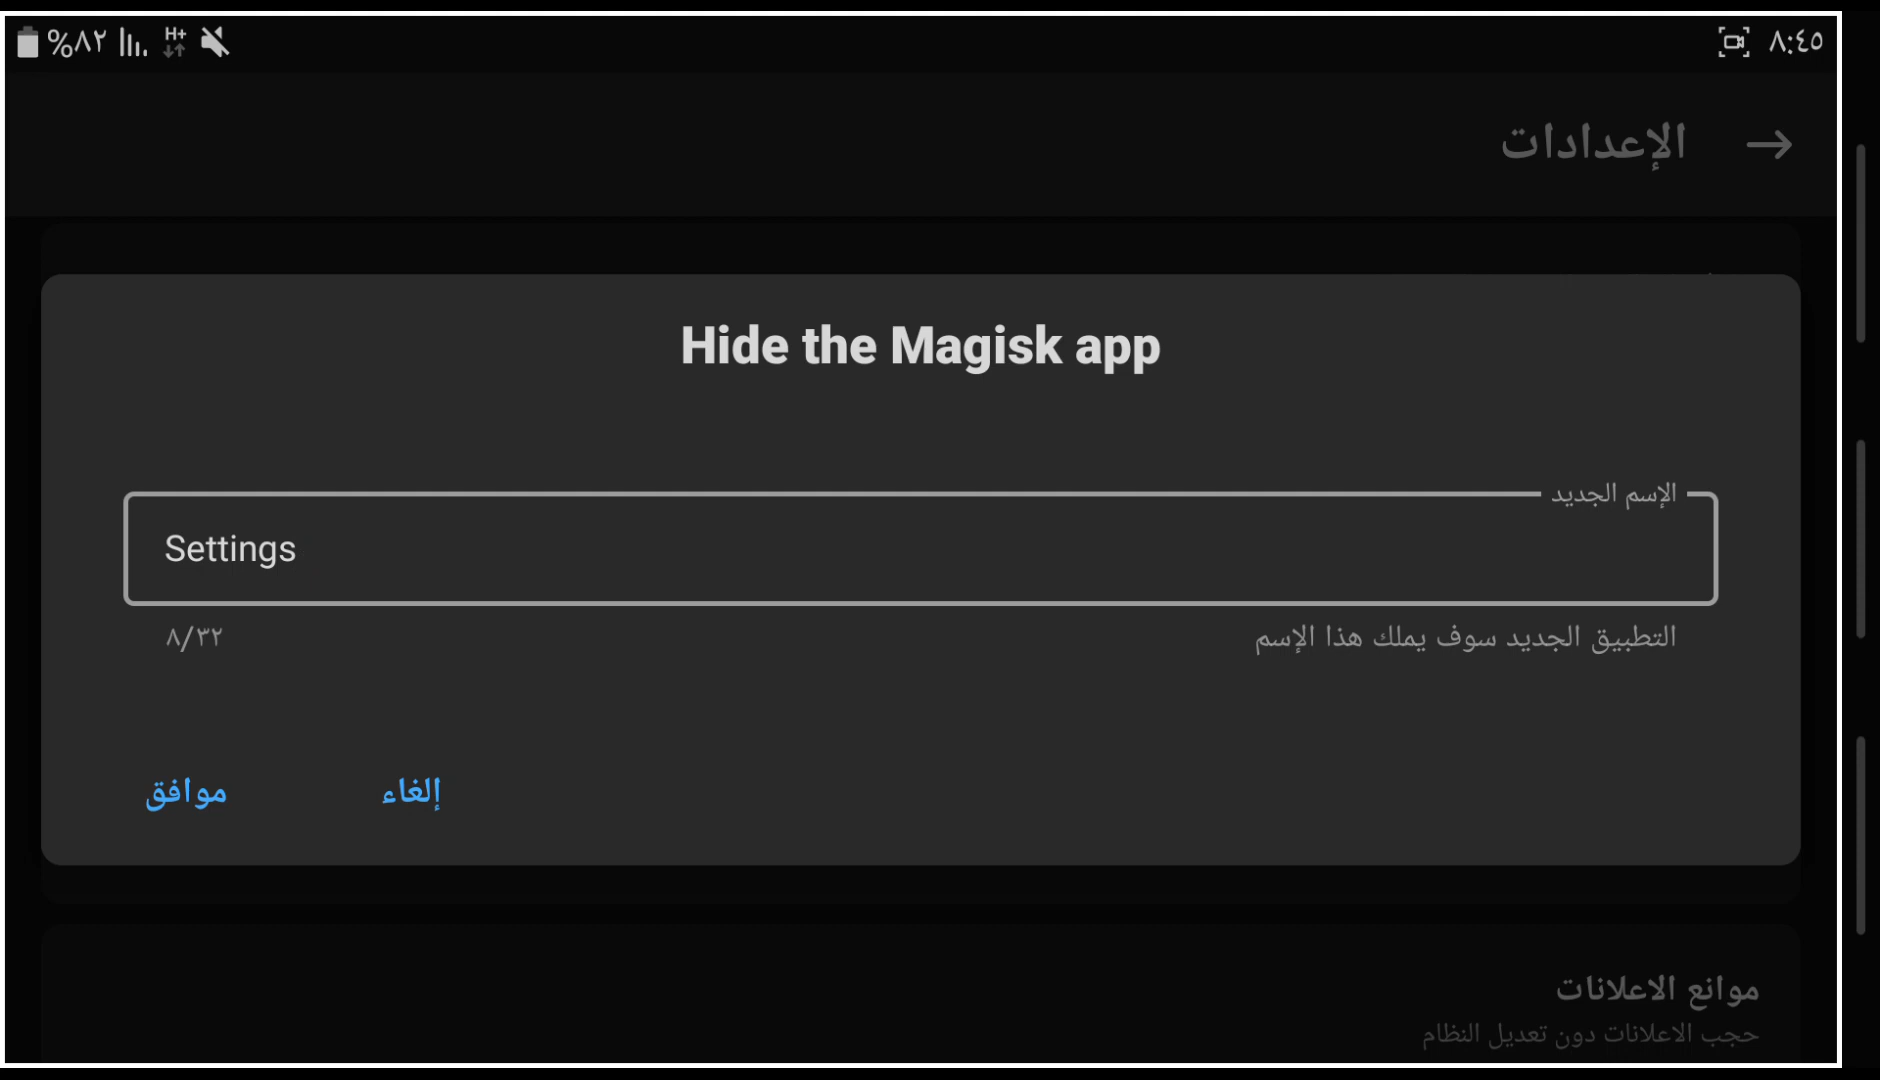 %٨٢ H+ ٨:٤٥
الإعدادات
Hide the Magisk app
الإسم الجديد
Settings
التطبيق الجديد سوف يملك هذا الإسم
٨/٣٢
إلغاء
موافق
موانع الاعلانات
حجب الاعلانات دون تعديل النظام